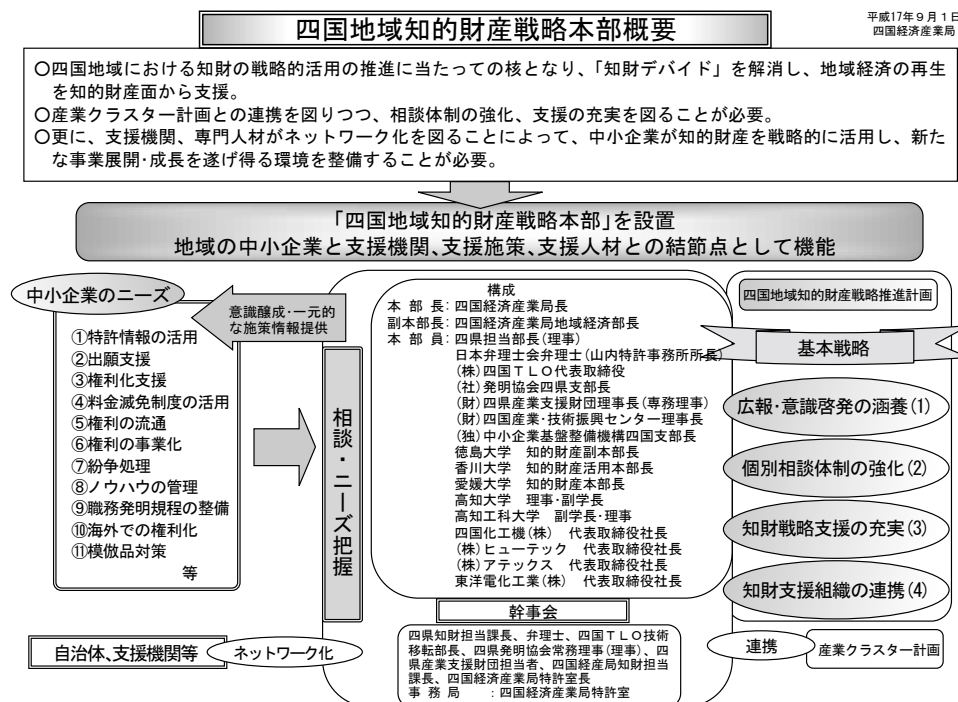 平成17年９月１日
四国経済産業局
四国地域知的財産戦略本部概要
○四国地域における知財の戦略的活用の推進に当たっての核となり、「知財デバイド」を解消し、地域経済の再生
を知的財産面から支援。
○産業クラスター計画との連携を図りつつ、相談体制の強化、支援の充実を図ることが必要。
○更に、支援機関、専門人材がネットワーク化を図ることによって、中小企業が知的財産を戦略的に活用し、新た
な事業展開・成長を遂げ得る環境を整備することが必要。
「四国地域知的財産戦略本部」を設置
地域の中小企業と支援機関、支援施策、支援人材との結節点として機能
中小企業のニーズ
①特許情報の活用
②出願支援
③権利化支援
④料金減免制度の活用
⑤権利の流通
⑥権利の事業化
⑦紛争処理
⑧ノウハウの管理
⑨職務発明規程の整備
⑩海外での権利化
⑪模倣品対策
等
意識醸成・一元的
な施策情報提供
相談・ニーズ把握
構成
本 部 長：四国経済産業局長
副本部長：四国経済産業局地域経済部長
本 部 員：四県担当部長（理事）
日本弁理士会弁理士（山内特許事務所所長）
（株）四国ＴＬＯ代表取締役
（社）発明協会四県支部長
（財）四県産業支援財団理事長（専務理事）
（財）四国産業・技術振興センター理事長
（独）中小企業基盤整備機構四国支部長
徳島大学　知的財産副本部長
香川大学　知的財産活用本部長
愛媛大学　知的財産本部長
高知大学　理事・副学長
高知工科大学　副学長・理事
四国化工機（株）　代表取締役社長
（株）ヒューテック　代表取締役社長
（株）アテックス　代表取締役社長
東洋電化工業（株）　代表取締役社長
幹事会
四県知財担当課長、弁理士、四国ＴＬＯ技術
移転部長、四県発明協会常務理事（理事）、四
県産業支援財団担当者、四国経産局知財担当
課長、四国経済産業局特許室長
事 務 局　：四国経済産業局特許室
四国地域知的財産戦略推進計画
基本戦略
広報・意識啓発の涵養（1）
個別相談体制の強化（2）
知財戦略支援の充実（3）
知財支援組織の連携（4）
自治体、支援機関等
ネットワーク化
連携
産業クラスター計画